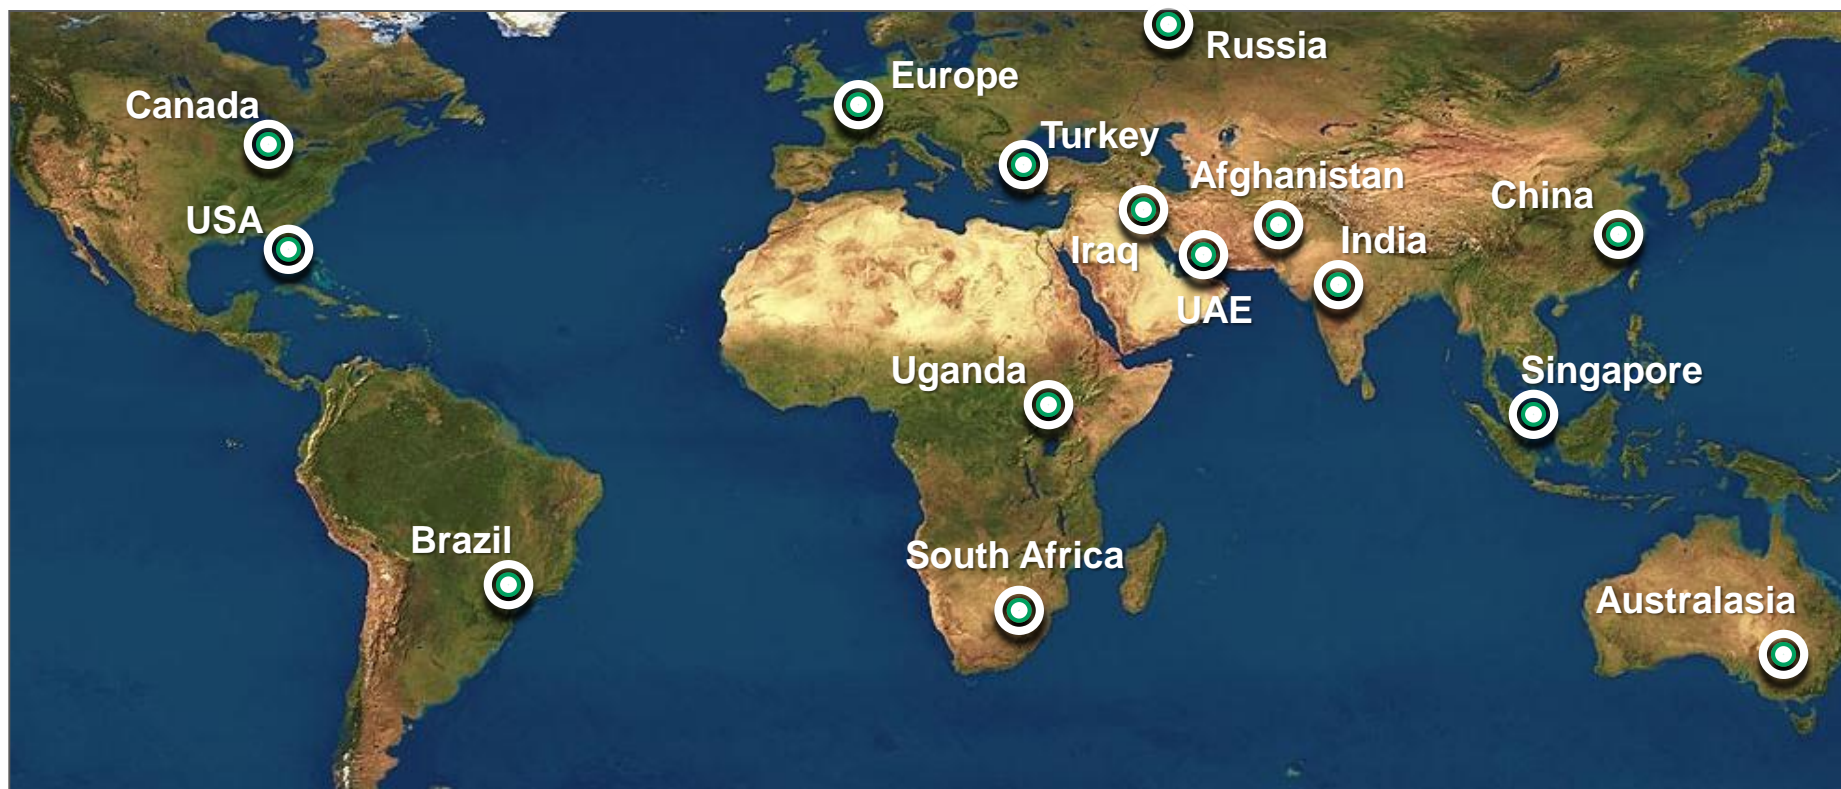 Russia
Europe
Canada
Turkey
Afghanistan
China
USA
India
Iraq
UAE
Uganda
Singapore
Brazil
South Africa
Australasia